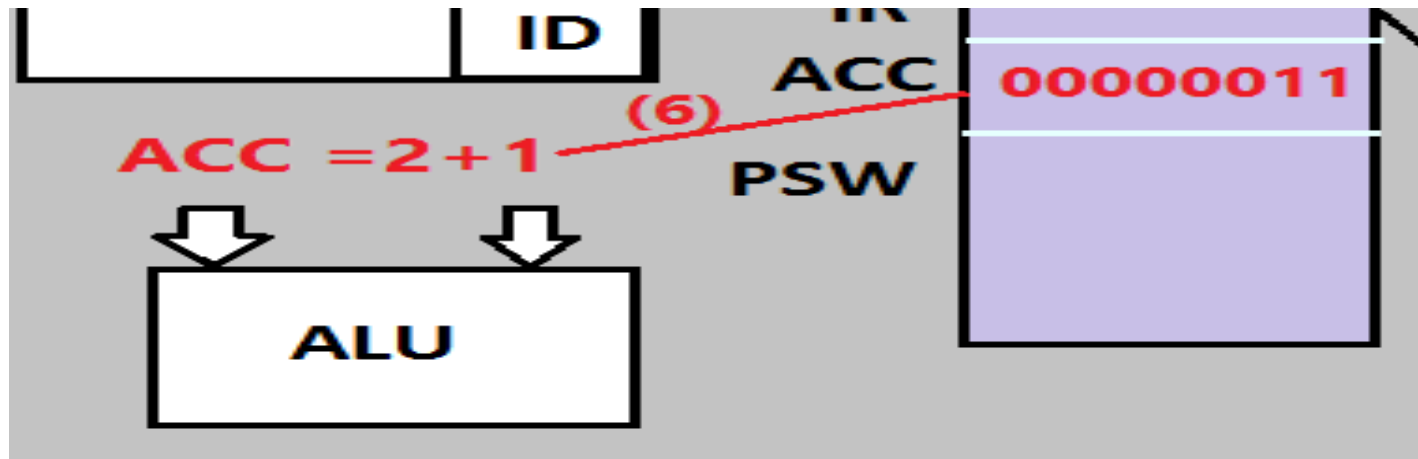 ID
ACC 00000011
(6)
ACC =2+1
PSW
ALU